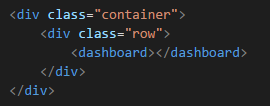 <div class="container">
    <div class="row">
        <dashboard></dashboard>
    </div>
</div>